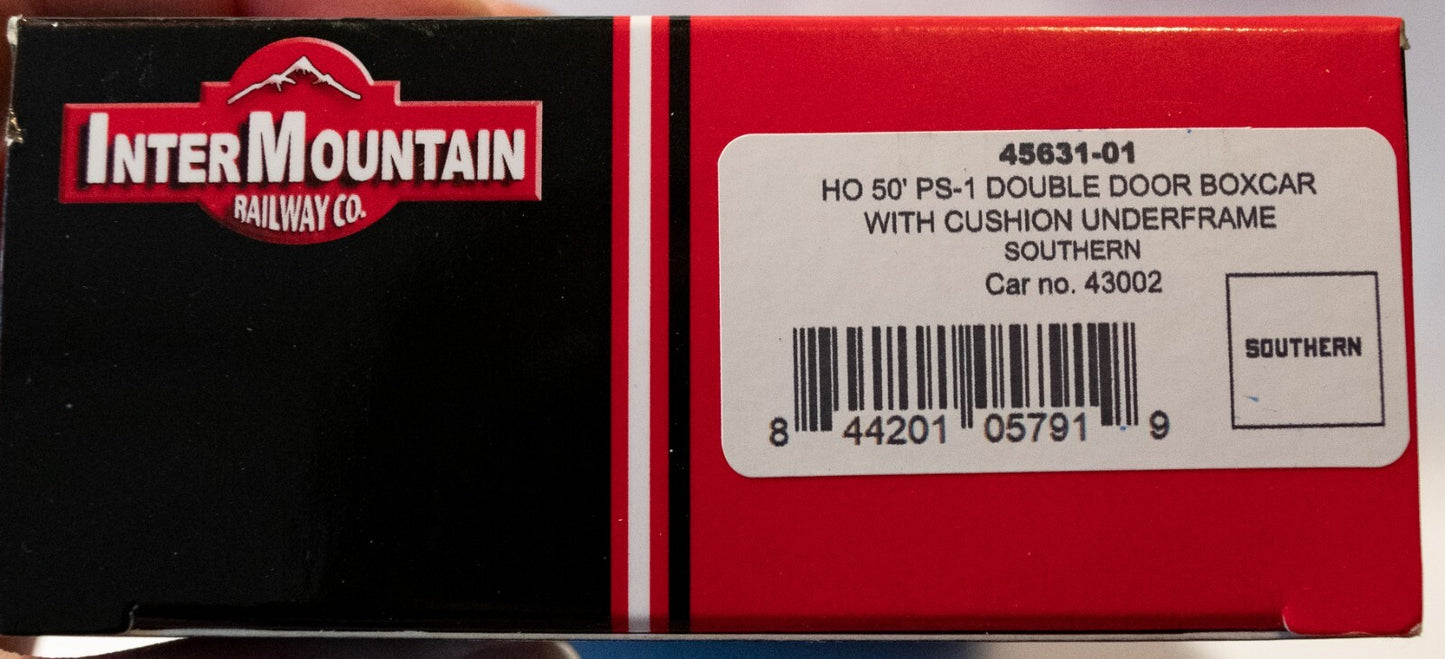 INTERMOUNTAIN
RAILWAY CO.
45631-01
HO 50' PS-1 DOUBLE DOOR BOXCAR
WITH CUSHION UNDERFRAME
SOUTHERN
Car no. 43002
SOUTHERN
8 44201 05791 9